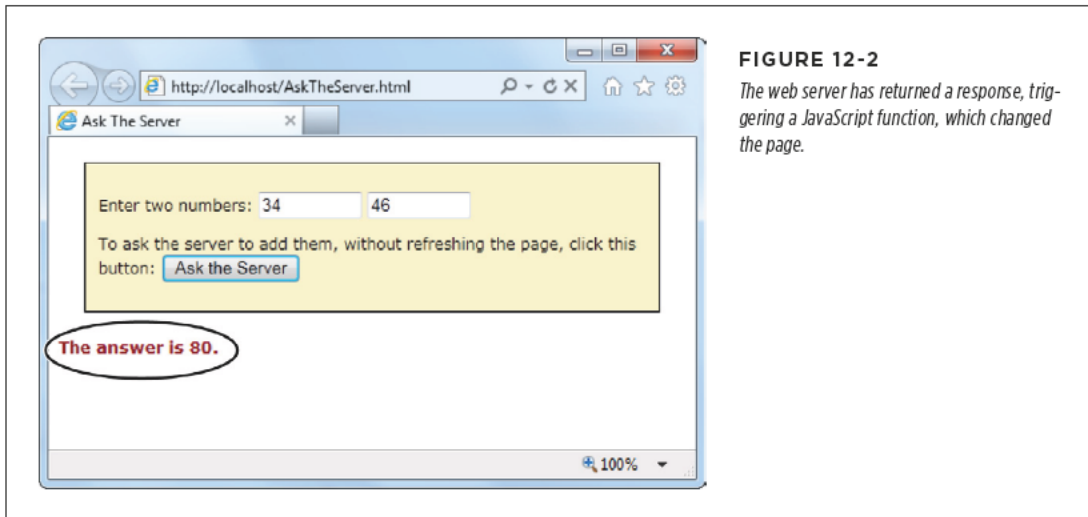 http://localhost/AskTheServer.html
Ask The Server
Enter two numbers: 34 46
To ask the server to add them, without refreshing the page, click this
button: Ask the Server
The answer is 80.
100%
FIGURE 12-2
The web server has returned a response, trig-
gering a JavaScript function, which changed
the page.